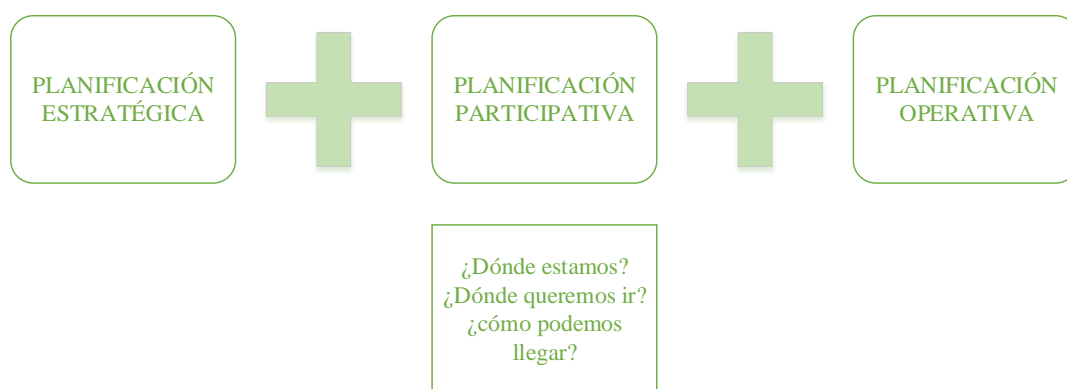 PLANIFICACIÓN
ESTRATÉGICA
PLANIFICACIÓN
PARTICIPATIVA
PLANIFICACIÓN
OPERATIVA
¿Dónde estamos?
¿Dónde queremos ir?
¿cómo podemos
llegar?